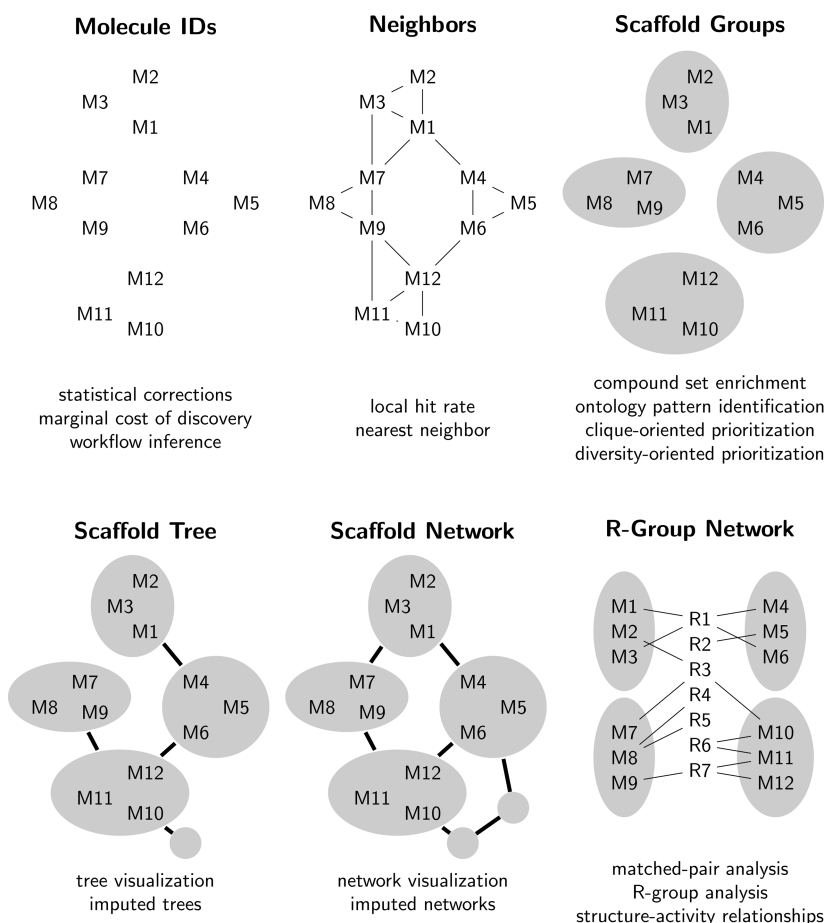 Molecule IDs
M2
M3
M1
M7 M4
M8 M5
M9 M6
M12
M11
M10
statistical corrections
marginal cost of discovery
workflow inference
Neighbors
M2
M3
M1
M7 M4
M8 M5
M9 M6
M12
M11
M10
local hit rate
nearest neighbor
Scaffold Groups
M2
M3
M1
M7 M4
M8 M9 M5
M6
M12
M11
M10
compound set enrichment
ontology pattern identification
clique-oriented prioritization
diversity-oriented prioritization
Scaffold Tree
M2
M3
M1
M7 M4
M8 M9 M5
M6
M12
M11
M10
tree visualization
imputed trees
Scaffold Network
M2
M3
M1
M7 M4
M8 M9 M5
M6
M12
M11
M10
network visualization
imputed networks
R-Group Network
M1 R1 M4
M2 R2 M5
M3 R3 M6
R4
M7 R5 M10
M8 R6 M11
M9 R7 M12
matched-pair analysis
R-group analysis
structure-activity relationships